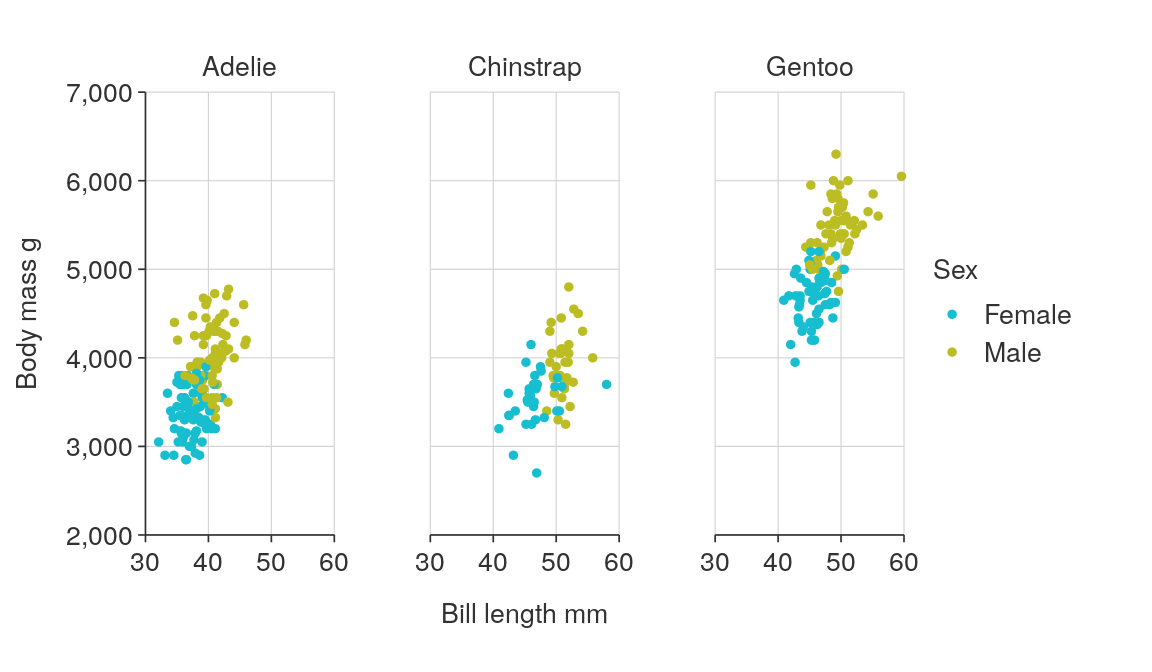 Adelie
Chinstrap
Gentoo
7,000
6,000
5,000
4,000
3,000
2,000
Body mass g
30 40 50 60
30 40 50 60
30 40 50 60
Bill length mm
Sex
Female
Male